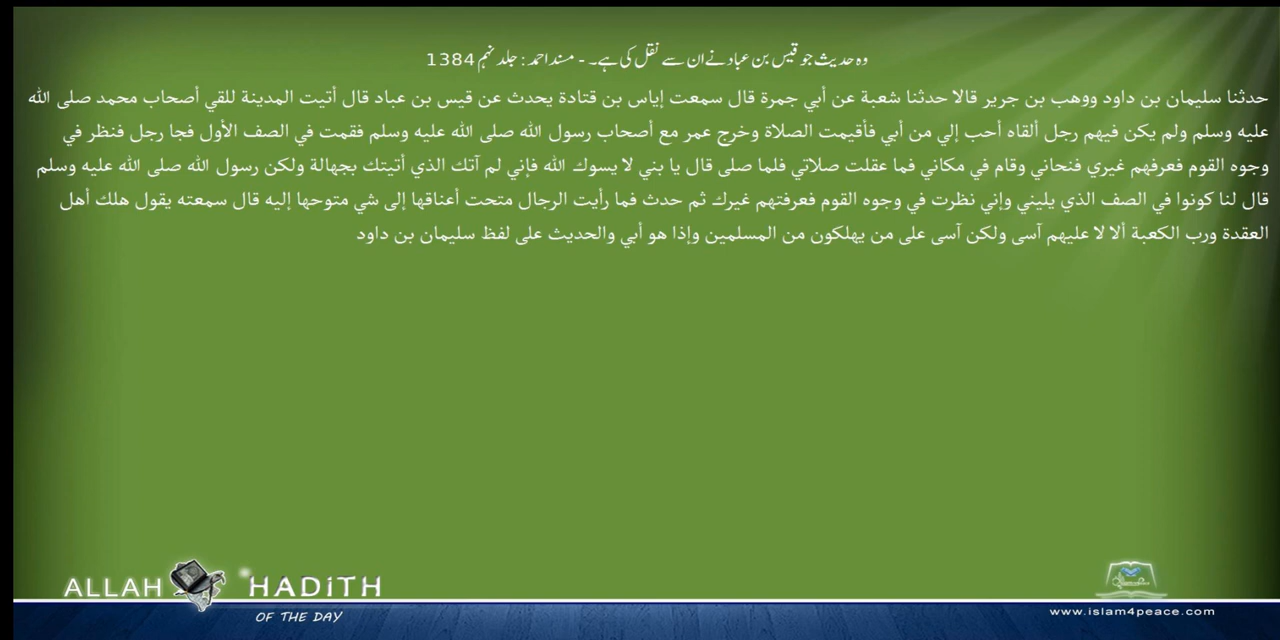 وہ حدیث جو قیس بن عباد نے ان سے نقل کی ہے۔ - مسند احمد : جلد نہم 1384
حدثنا سليمان بن داود ووهب بن جرير قالا حدثنا شعبة عن أبي جمرة قال سمعت إياس بن قتادة يحدث عن قيس بن عباد قال أتيت المدينة للقي أصحاب محمد صلى الله
عليه وسلم ولم يكن فيهم رجل ألقاه أحب إلي من أبي فأقيمت الصلاة وخرج عمر مع أصحاب رسول الله صلى الله عليه وسلم فقمت في الصف الأول فجا رجل فنظر في
وجوه القوم فعرفهم غيري فنحاني وقام في مكاني فما عقلت صلاتي فلما صلى قال يا بني لا يسوك الله فإني لم آتك الذي أتيتك بجهالة ولكن رسول الله صلى الله عليه وسلم
قال لنا كونوا في الصف الذي يليني وإني نظرت في وجوه القوم فعرفتهم غيرك ثم حدث فما رأيت الرجال متحت أعناقها إلى شي متوحها إليه قال سمعته يقول هلك أهل
العقدة ورب الكعبة ألا لا عليهم آسى ولكن آسى على من يهلكون من المسلمين وإذا هو أبي والحديث على لفظ سليمان بن داود
ALLAH HADITH
OF THE DAY
www.islam4peace.com